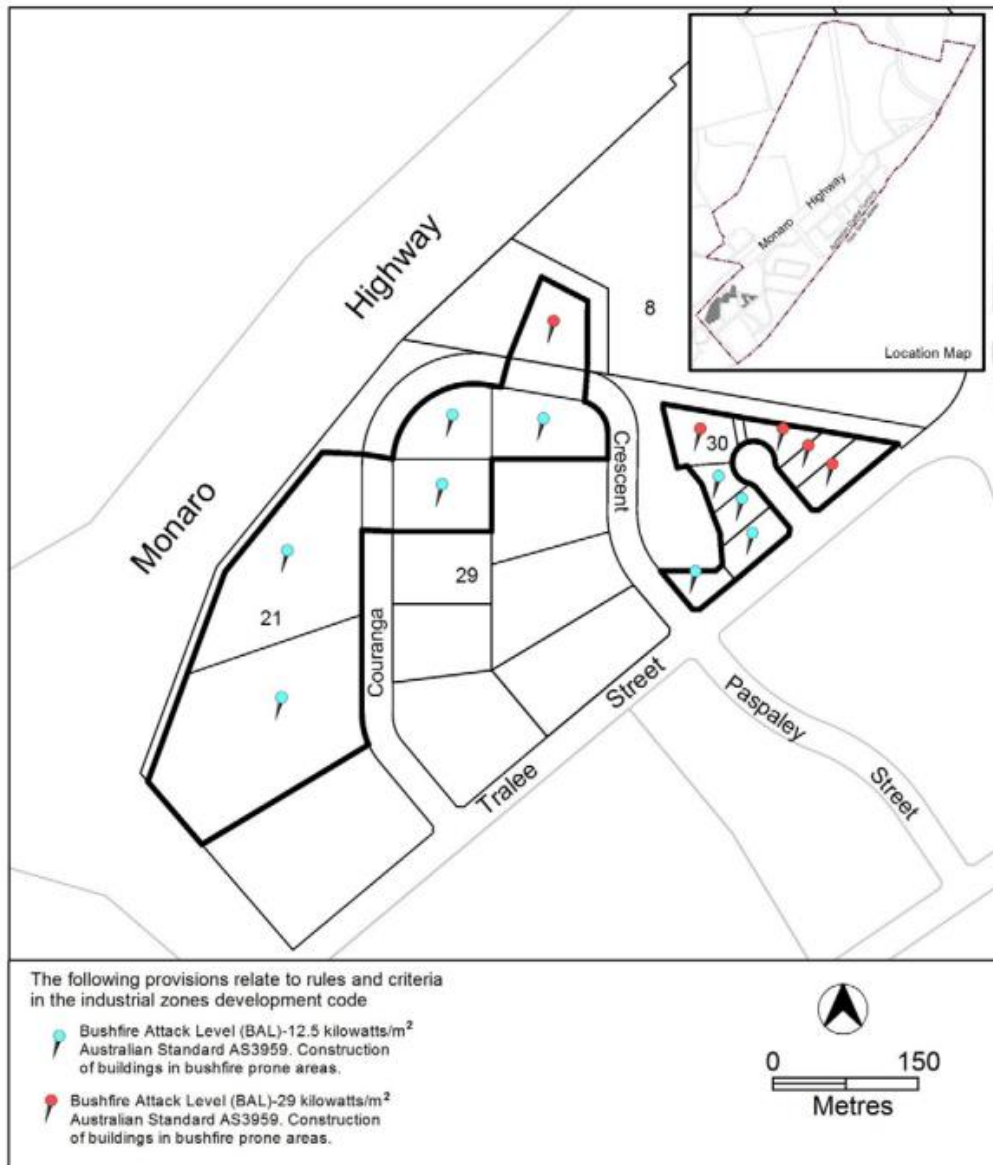 Monaro Highway
Location Map
Highway
8
Monaro
30
Crescent
29
21
Couranga
Street
Tralee
Paspaley
Street
The following provisions relate to rules and criteria
in the industrial zones development code
Bushfire Attack Level (BAL)-12.5 kilowatts/m²
Australian Standard AS3959. Construction
of buildings in bushfire prone areas.
Bushfire Attack Level (BAL)-29 kilowatts/m²
Australian Standard AS3959. Construction
of buildings in bushfire prone areas.
0 150
Metres